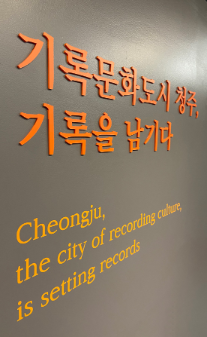 기록문화도시 청주,
기록을 남기다
Cheongju,
the city of recording culture,
is setting records